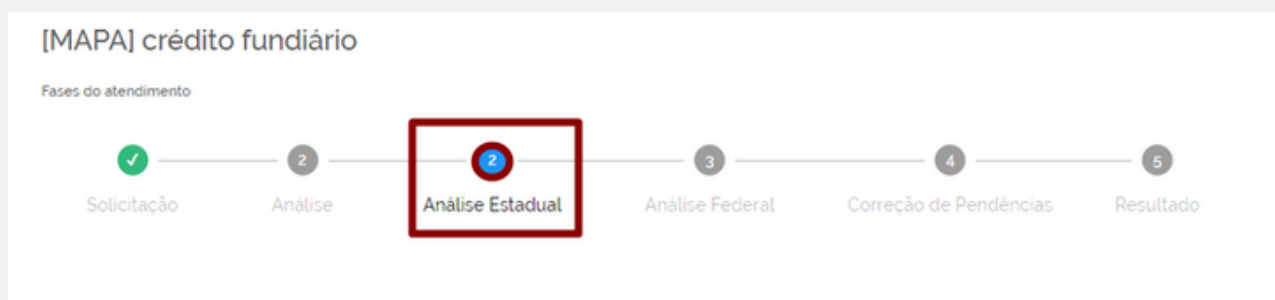 [MAPA] crédito fundiário
Fases do atendimento
2 2 3 4 5
Solicitação Análise Análise Estadual Análise Federal Correção de Pendências Resultado